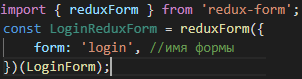 import { reduxForm } from 'redux-form';
const LoginReduxForm = reduxForm({
    form: 'login', //имя формы
})(LoginForm);